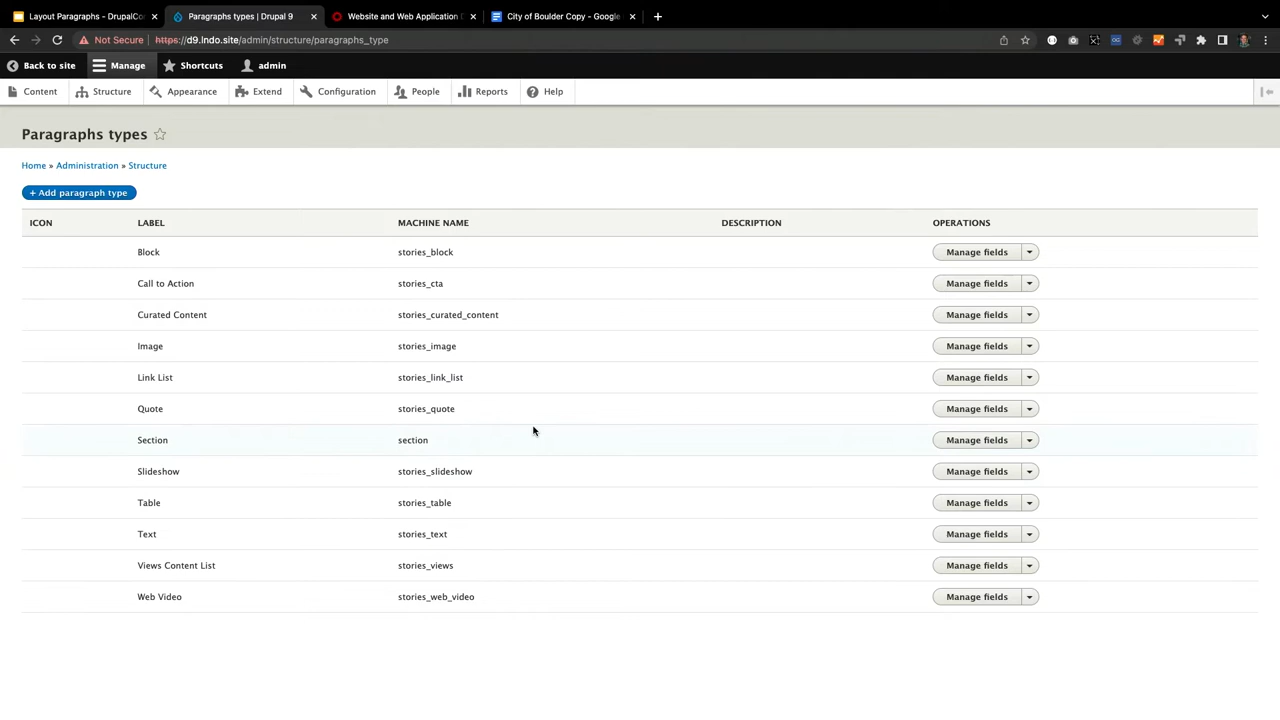 Layout Paragraphs - DrupalCo
Paragraphs types | Drupal 9
Website and Web Application
City of Boulder Copy - Google
Not Secure
https://d9.lndo.site/admin/structure/paragraphs_type
Back to site
Manage
Shortcuts
admin
Content
Structure
Appearance
Extend
Configuration
People
Reports
Help
Paragraphs types
Home » Administration » Structure
+ Add paragraph type
ICON LABEL MACHINE NAME DESCRIPTION OPERATIONS
Block stories_block Manage fields
Call to Action stories_cta Manage fields
Curated Content stories_curated_content Manage fields
Image stories_image Manage fields
Link List stories_link_list Manage fields
Quote stories_quote Manage fields
Section section Manage fields
Slideshow stories_slideshow Manage fields
Table stories_table Manage fields
Text stories_text Manage fields
Views Content List stories_views Manage fields
Web Video stories_web_video Manage fields